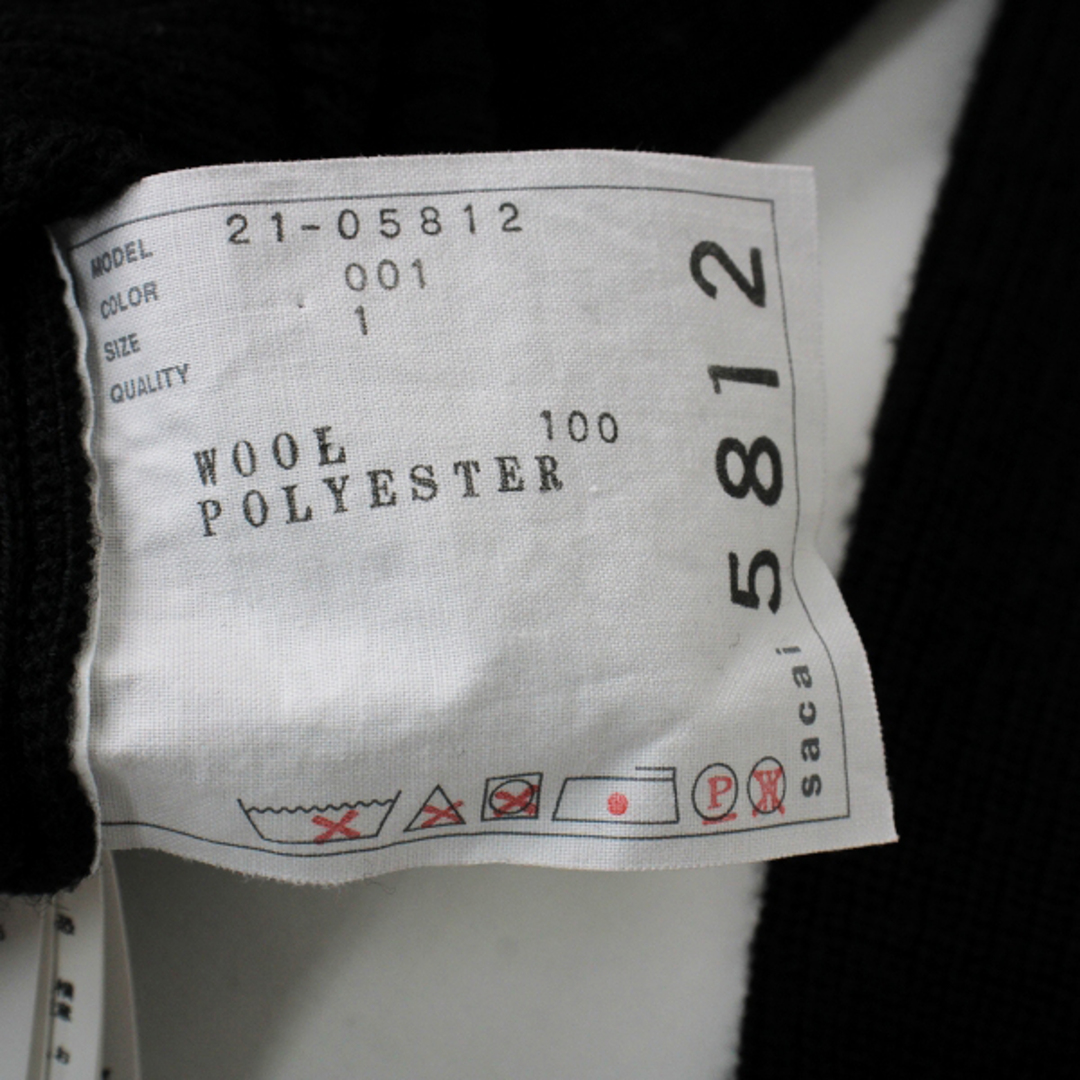 MODEL 21-05812
COLOR 001
SIZE 1
QUALITY
WOOL 100
POLYESTER
5812
sacai
P
W